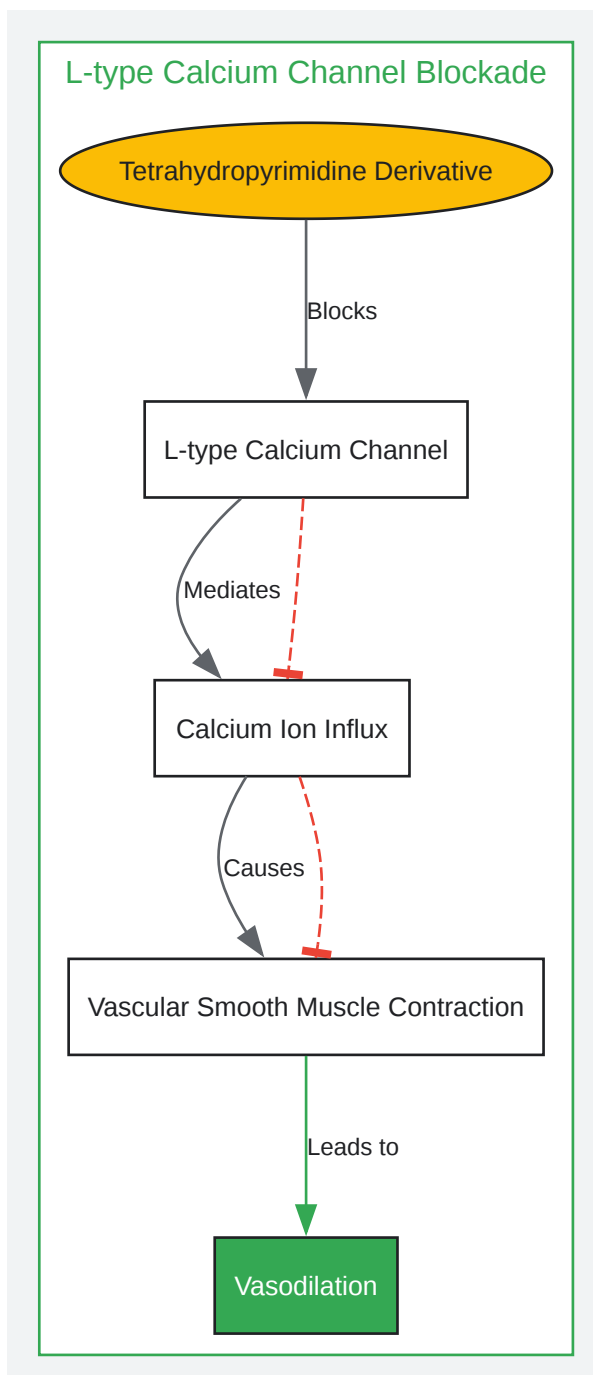 L-type Calcium Channel Blockade
Tetrahydropyrimidine Derivative
Blocks
L-type Calcium Channel
Mediates
Calcium Ion Influx
Causes
Vascular Smooth Muscle Contraction
Leads to
Vasodilation